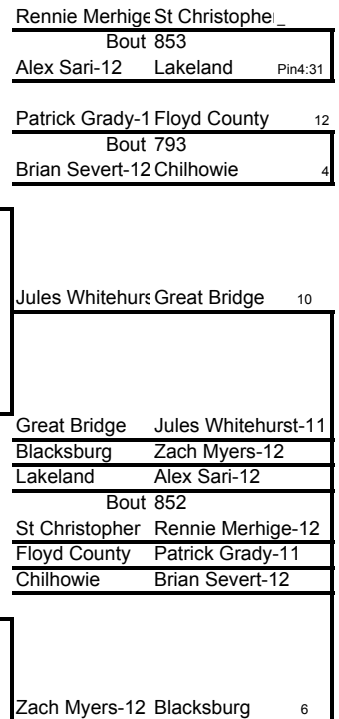 Rennie Merhige St Christopher _
Bout 853
Alex Sari-12 Lakeland Pin4:31
Patrick Grady-1 Floyd County 12
Bout 793
Brian Severt-12 Chilhowie 4
Jules Whitehurs Great Bridge 10
Great Bridge Jules Whitehurst-11
Blacksburg Zach Myers-12
Lakeland Alex Sari-12
Bout 852
St Christopher Rennie Merhige-12
Floyd County Patrick Grady-11
Chilhowie Brian Severt-12
Zach Myers-12 Blacksburg 6